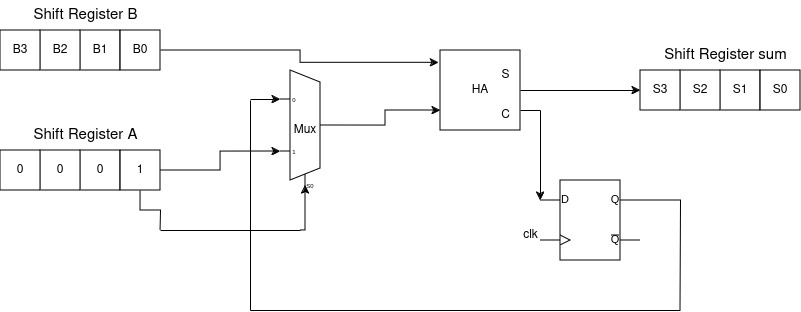 Shift Register B
B3 B2 B1 B0
Shift Register A
0 0 0 1
0
Mux
1
S0
HA
S
C
Shift Register sum
S3 S2 S1 S0
D Q
clk Q̅